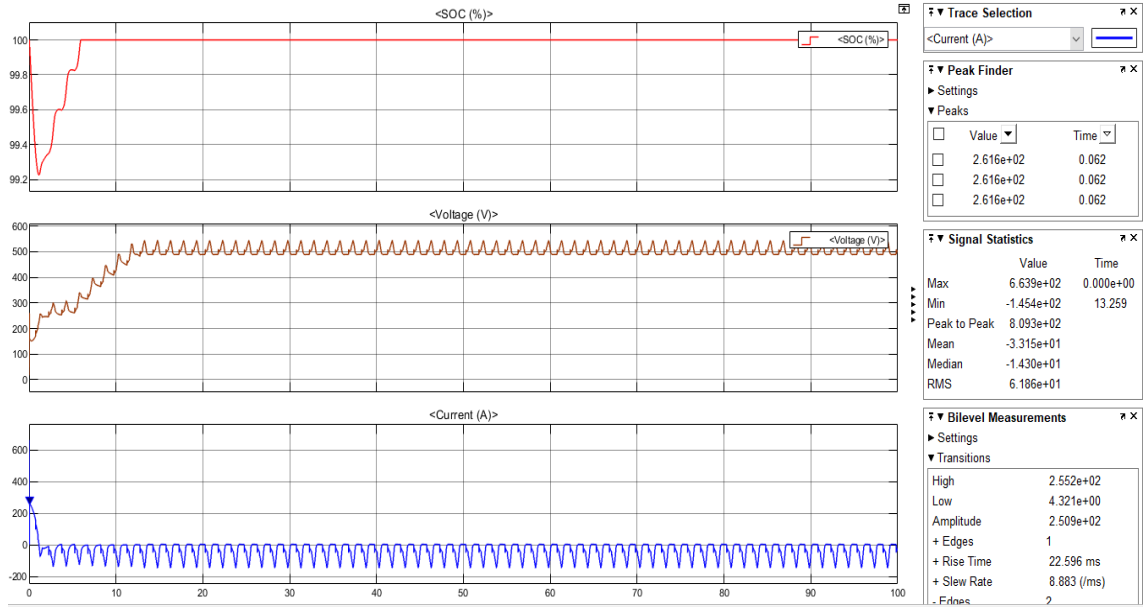 <SOC (%)>
100
99.8
99.6
99.4
99.2
<SOC (%)>
<Voltage (V)>
600
500
400
300
200
100
0
<Voltage (V)>
<Current (A)>
600
400
200
0
-200
0 10 20 30 40 50 60 70 80 90 100
Trace Selection
<Current (A)>
Peak Finder
Settings
Peaks
Value Time
2.616e+02 0.062
2.616e+02 0.062
2.616e+02 0.062
Signal Statistics
Value Time
Max 6.639e+02 0.000e+00
Min -1.454e+02 13.259
Peak to Peak 8.093e+02
Mean -3.315e+01
Median -1.430e+01
RMS 6.186e+01
Bilevel Measurements
Settings
Transitions
High 2.552e+02
Low 4.321e+00
Amplitude 2.509e+02
+ Edges 1
+ Rise Time 22.596 ms
+ Slew Rate 8.883 (/ms)
- Edges 2